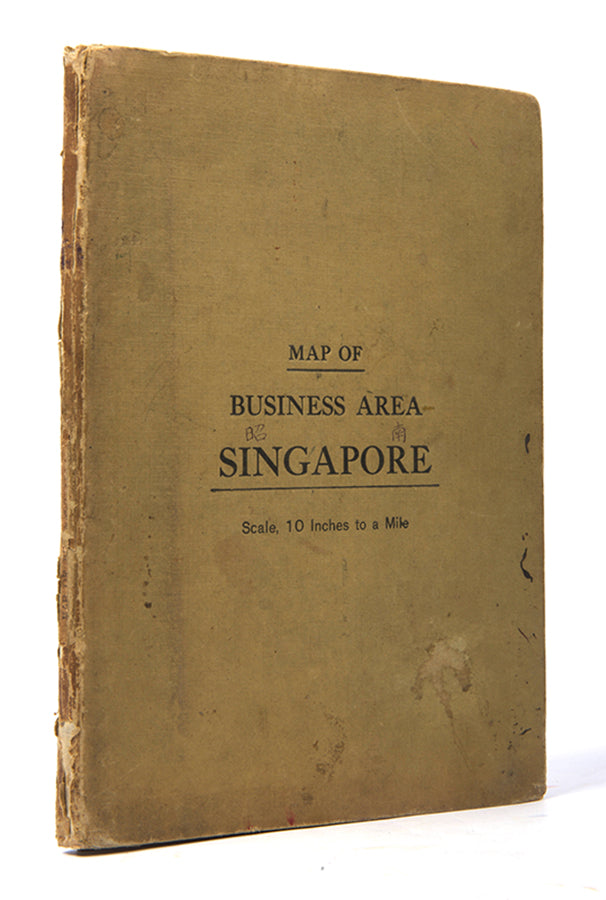 MAP OF
BUSINESS AREA
昭 南
SINGAPORE
Scale, 10 Inches to a Mile